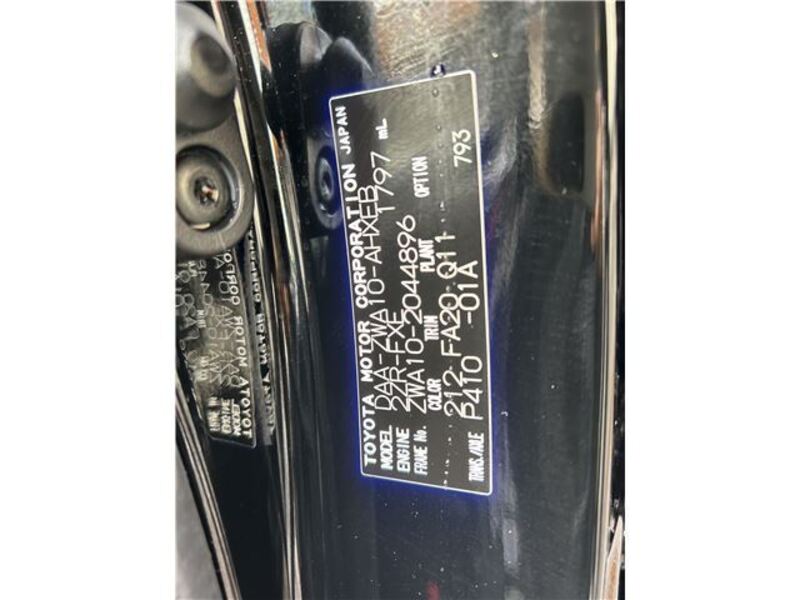 TOYOTA MOTOR CORPORATION JAPAN
MODEL DAA-ZWA10-AHXEB
ENGINE 2ZR-FXE 1797 mL
FRAME No. ZWA10-2044896
COLOR TRIM PLANT OPTION
212 FA20 Q11
TRANS./AXLE P410 -01A 793